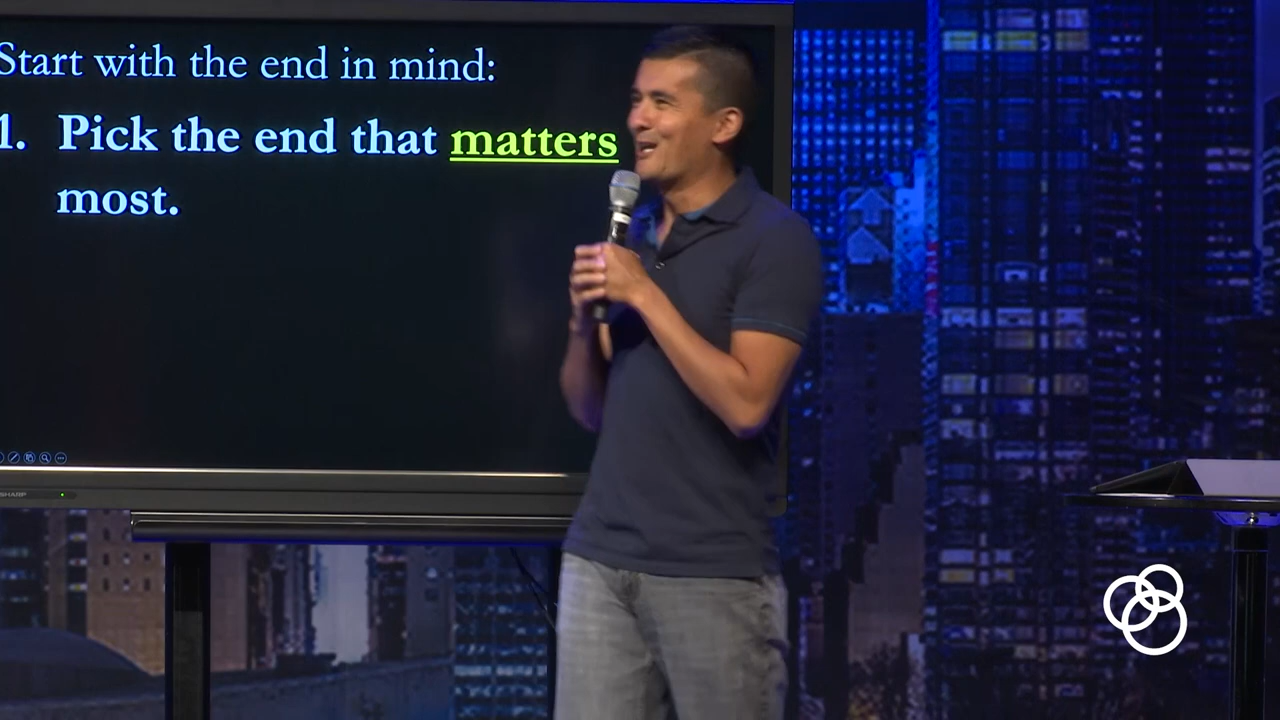 Start with the end in mind:
1. Pick the end that matters
most.
SHARP